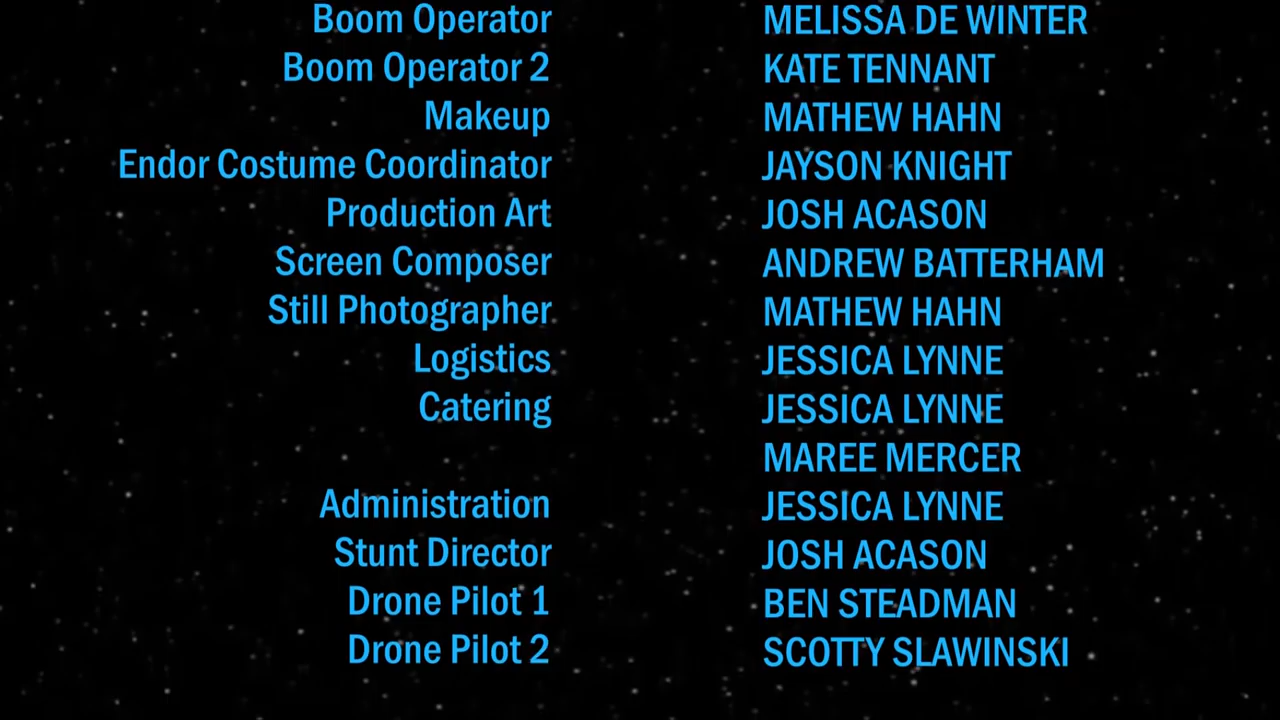 Boom Operator MELISSA DE WINTER
Boom Operator 2 KATE TENNANT
Makeup MATHEW HAHN
Endor Costume Coordinator JAYSON KNIGHT
Production Art JOSH ACASON
Screen Composer ANDREW BATTERHAM
Still Photographer MATHEW HAHN
Logistics JESSICA LYNNE
Catering JESSICA LYNNE
MAREE MERCER
Administration JESSICA LYNNE
Stunt Director JOSH ACASON
Drone Pilot 1 BEN STEADMAN
Drone Pilot 2 SCOTTY SLAWINSKI